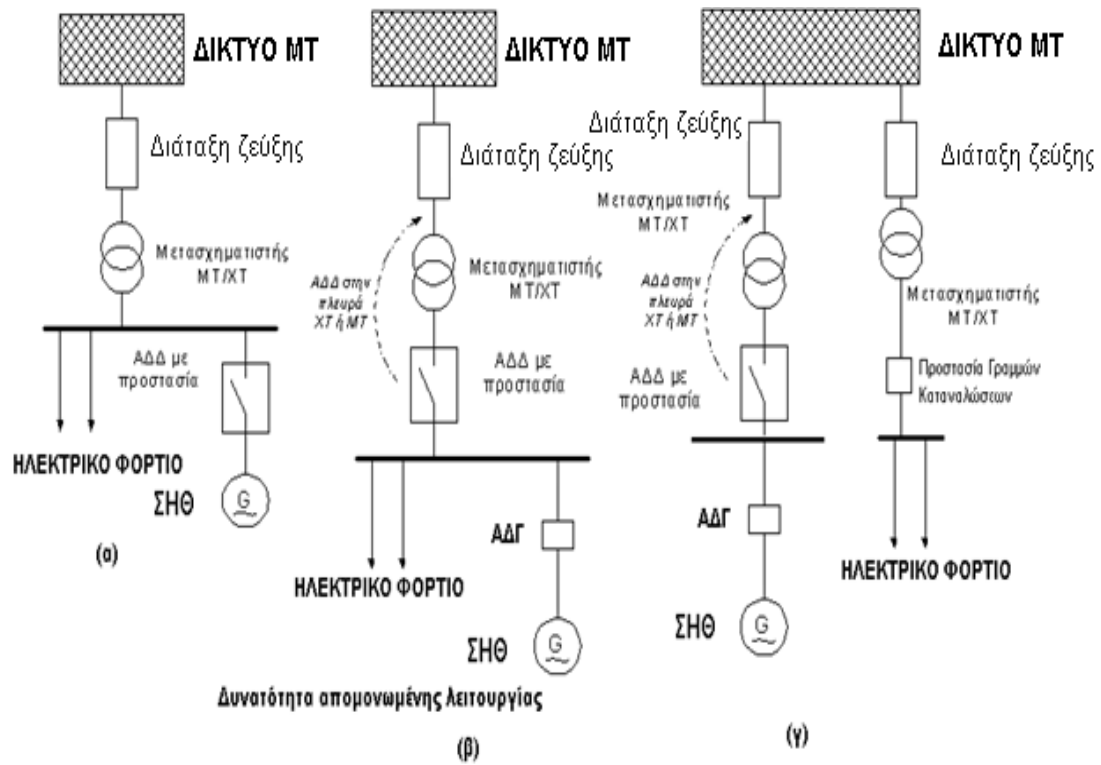 ΔΙΚΤΥΟ ΜΤ
Διάταξη ζεύξης
Μετασχηματιστής
ΜΤ/ΧΤ
ΑΔΔ με
προστασία
ΗΛΕΚΤΡΙΚΟ ΦΟΡΤΙΟ
ΣΗΘ
G
(α)
ΔΙΚΤΥΟ ΜΤ
Διάταξη ζεύξης
Μετασχηματιστής
ΜΤ/ΧΤ
ΑΔΔ στην
πλευρά
ΧΤ ή ΜΤ
ΑΔΔ με
προστασία
ΑΔΓ
ΗΛΕΚΤΡΙΚΟ ΦΟΡΤΙΟ
ΣΗΘ
G
Δυνατότητα απομονωμένης λειτουργίας
(β)
ΔΙΚΤΥΟ ΜΤ
Διάταξη ζεύξης
Μετασχηματιστής
ΜΤ/ΧΤ
ΑΔΔ στην
πλευρά
ΧΤ ή ΜΤ
ΑΔΔ με
προστασία
ΑΔΓ
ΣΗΘ
G
Διάταξη ζεύξης
Μετασχηματιστής
ΜΤ/ΧΤ
Προστασία Γραμμών
Καταναλώσεων
ΗΛΕΚΤΡΙΚΟ ΦΟΡΤΙΟ
(γ)